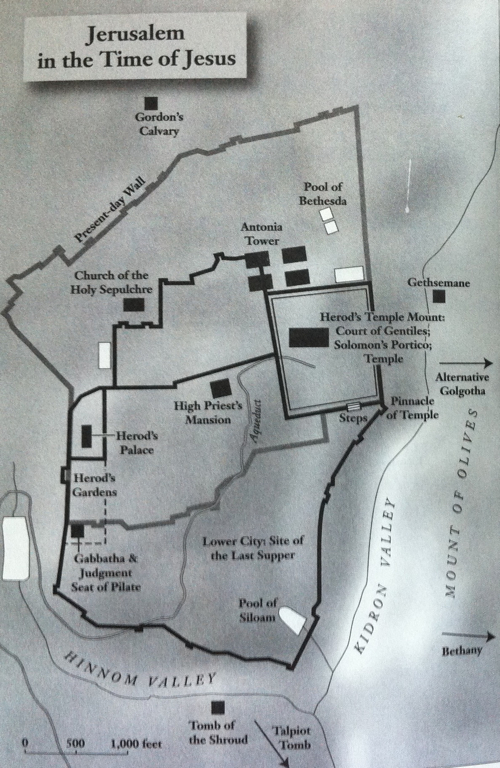 Jerusalem
in the Time of Jesus
Gordon's
Calvary
Present-day Wall
Pool of
Bethesda
Antonia
Tower
Church of the
Holy Sepulchre
Gethsemane
Herod's Temple Mount:
Court of Gentiles;
Solomon's Portico;
Temple
Alternative
Golgotha
High Priest's
Mansion
Aqueduct
Steps
Pinnacle
of Temple
Herod's
Palace
MOUNT OF OLIVES
Herod's
Gardens
KIDRON VALLEY
Lower City: Site of
the Last Supper
Gabbatha &
Judgment
Seat of Pilate
Pool of
Siloam
Bethany
HINNOM VALLEY
Tomb of
the Shroud
Talpiot
Tomb
0 500 1,000 feet